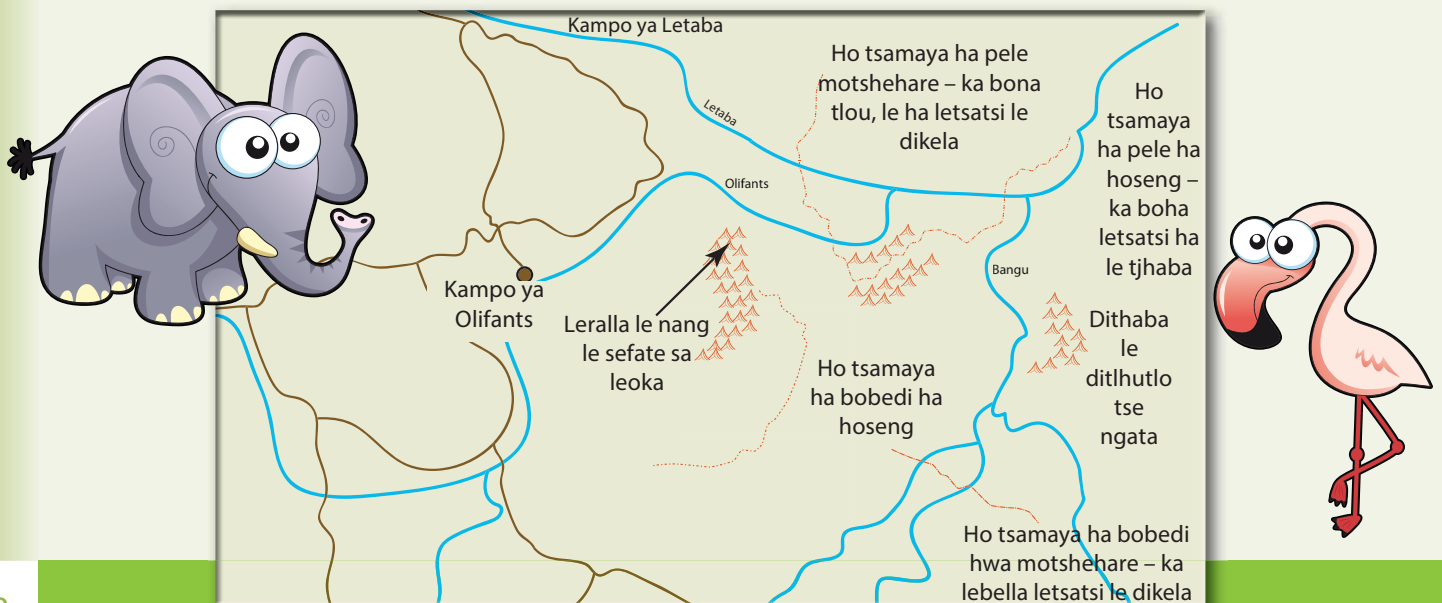 Kampo ya Letaba
Letaba
Ho tsamaya ha pele
motshehare – ka bona
tlou, le ha letsatsi le
dikela
Ho
tsamaya
ha pele ha
hoseng –
ka boha
letsatsi ha
le tjhaba
Olifants
Bangu
Kampo ya
Olifants
Leralla le nang
le sefate sa
leoka
Ho tsamaya
ha bobedi ha
hoseng
Dithaba
le
ditlhutlo
tse
ngata
Ho tsamaya ha bobedi
hwa motshehare – ka
lebella letsatsi le dikela